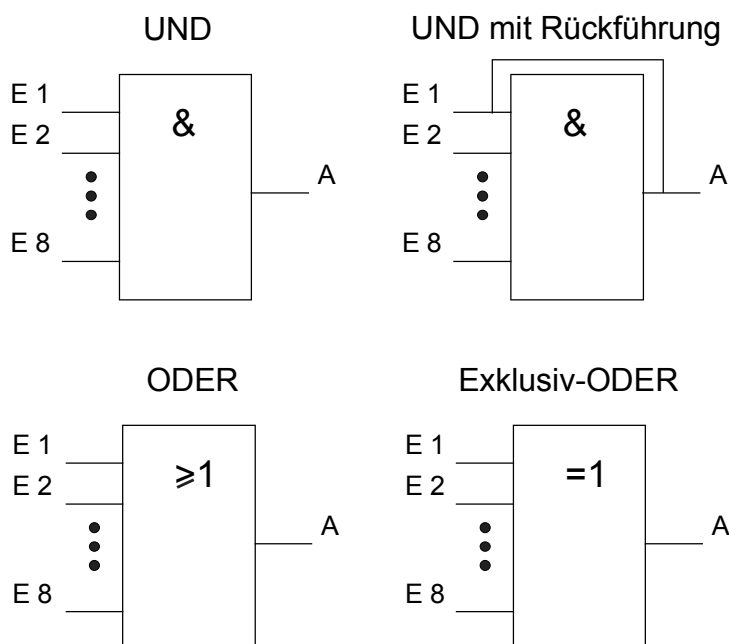 UND
E 1
E 2
E 8
&
A
UND mit Rückführung
E 1
E 2
E 8
&
A
ODER
E 1
E 2
E 8
⩾1
A
Exklusiv-ODER
E 1
E 2
E 8
=1
A